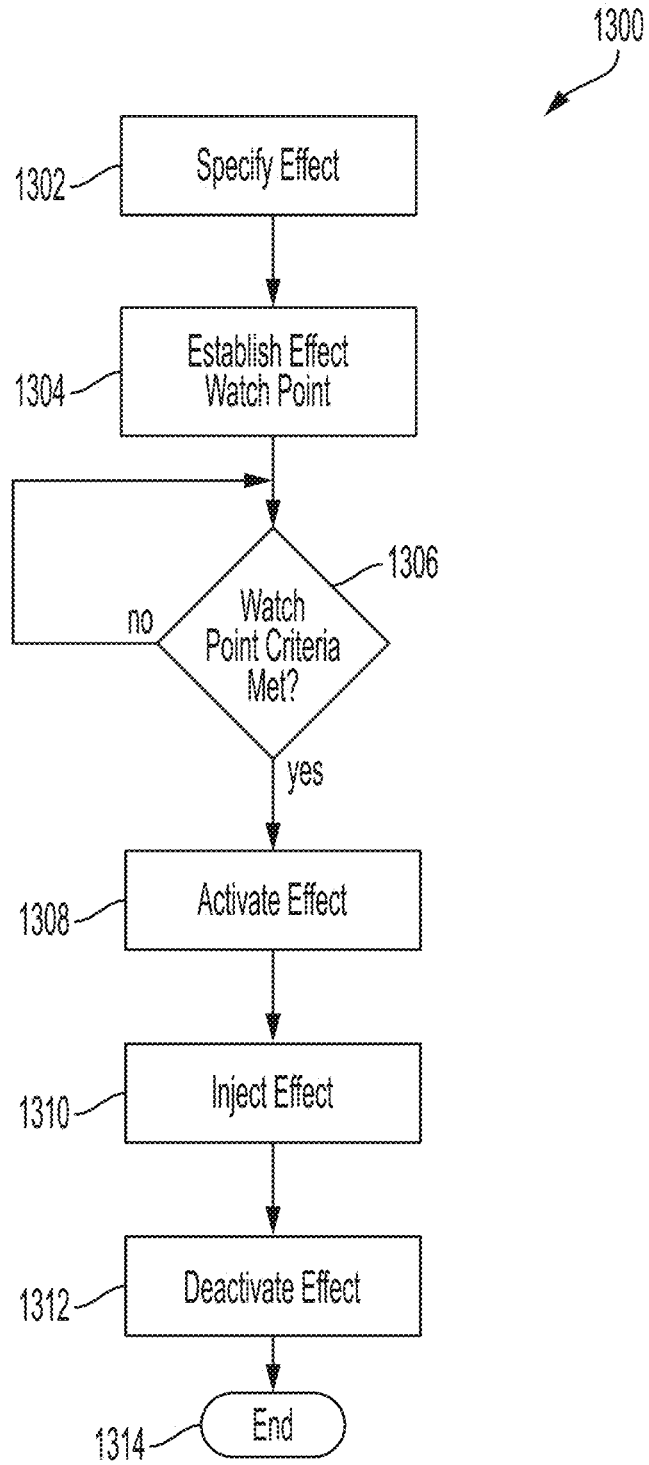 1300
Specify Effect
1302
Establish Effect
Watch Point
1304
1306
Watch
Point Criteria
Met?
no
yes
Activate Effect
1308
Inject Effect
1310
Deactivate Effect
1312
End
1314